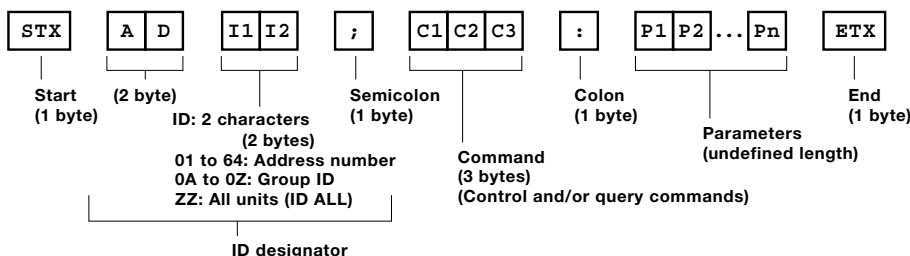 STX A D I1 I2 ; C1 C2 C3 : P1 P2 ... Pn ETX
Start
(1 byte)
(2 byte)
ID: 2 characters
(2 bytes)
01 to 64: Address number
0A to 0Z: Group ID
ZZ: All units (ID ALL)
Semicolon
(1 byte)
Command
(3 bytes)
(Control and/or query commands)
Colon
(1 byte)
Parameters
(undefined length)
End
(1 byte)
ID designator